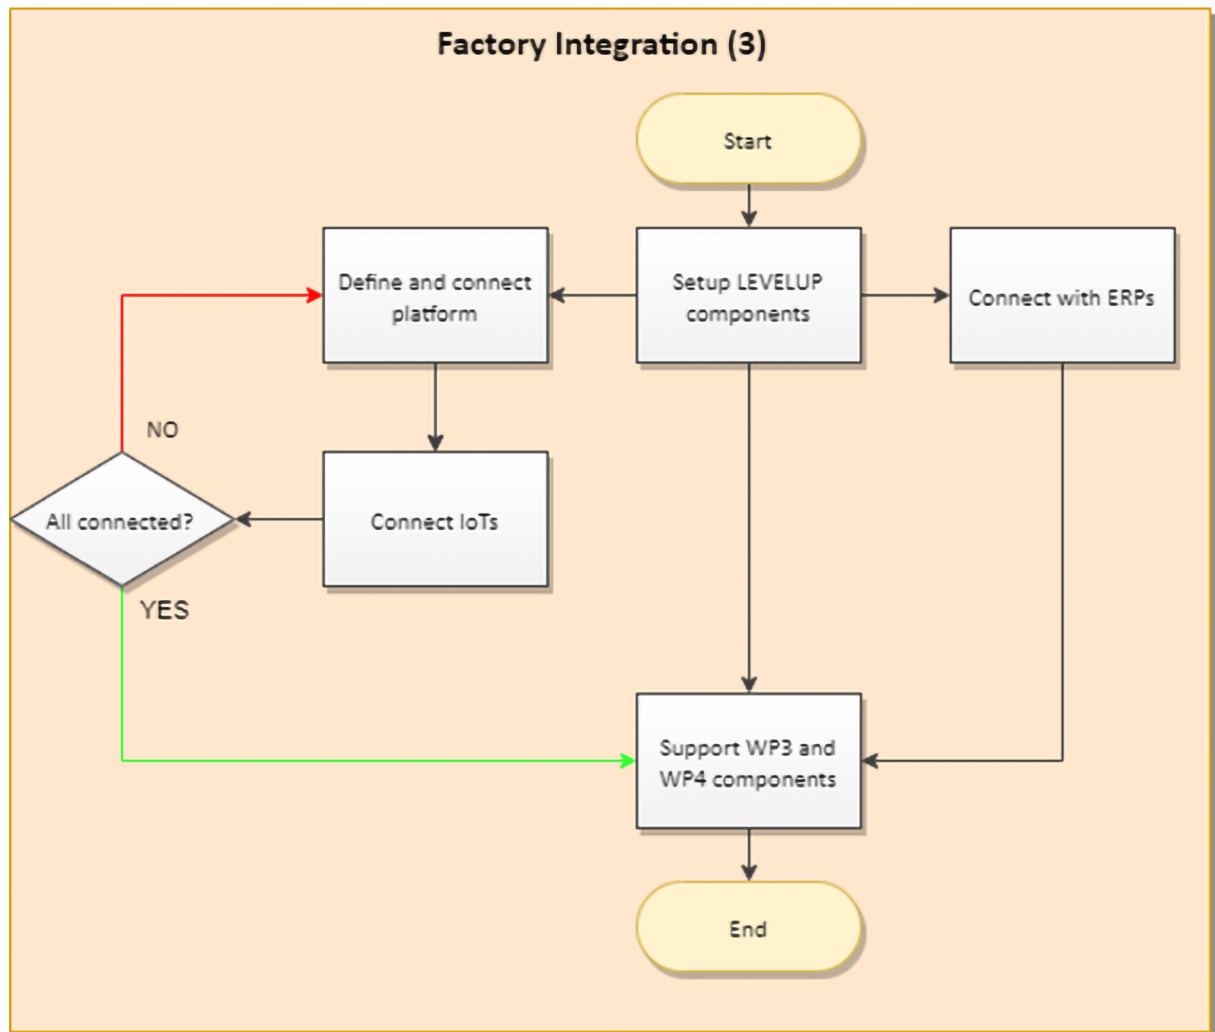 Factory Integration (3)
Start
Define and connect
platform
Setup LEVELUP
components
Connect with ERPs
NO
All connected?
Connect IoTs
YES
Support WP3 and
WP4 components
End